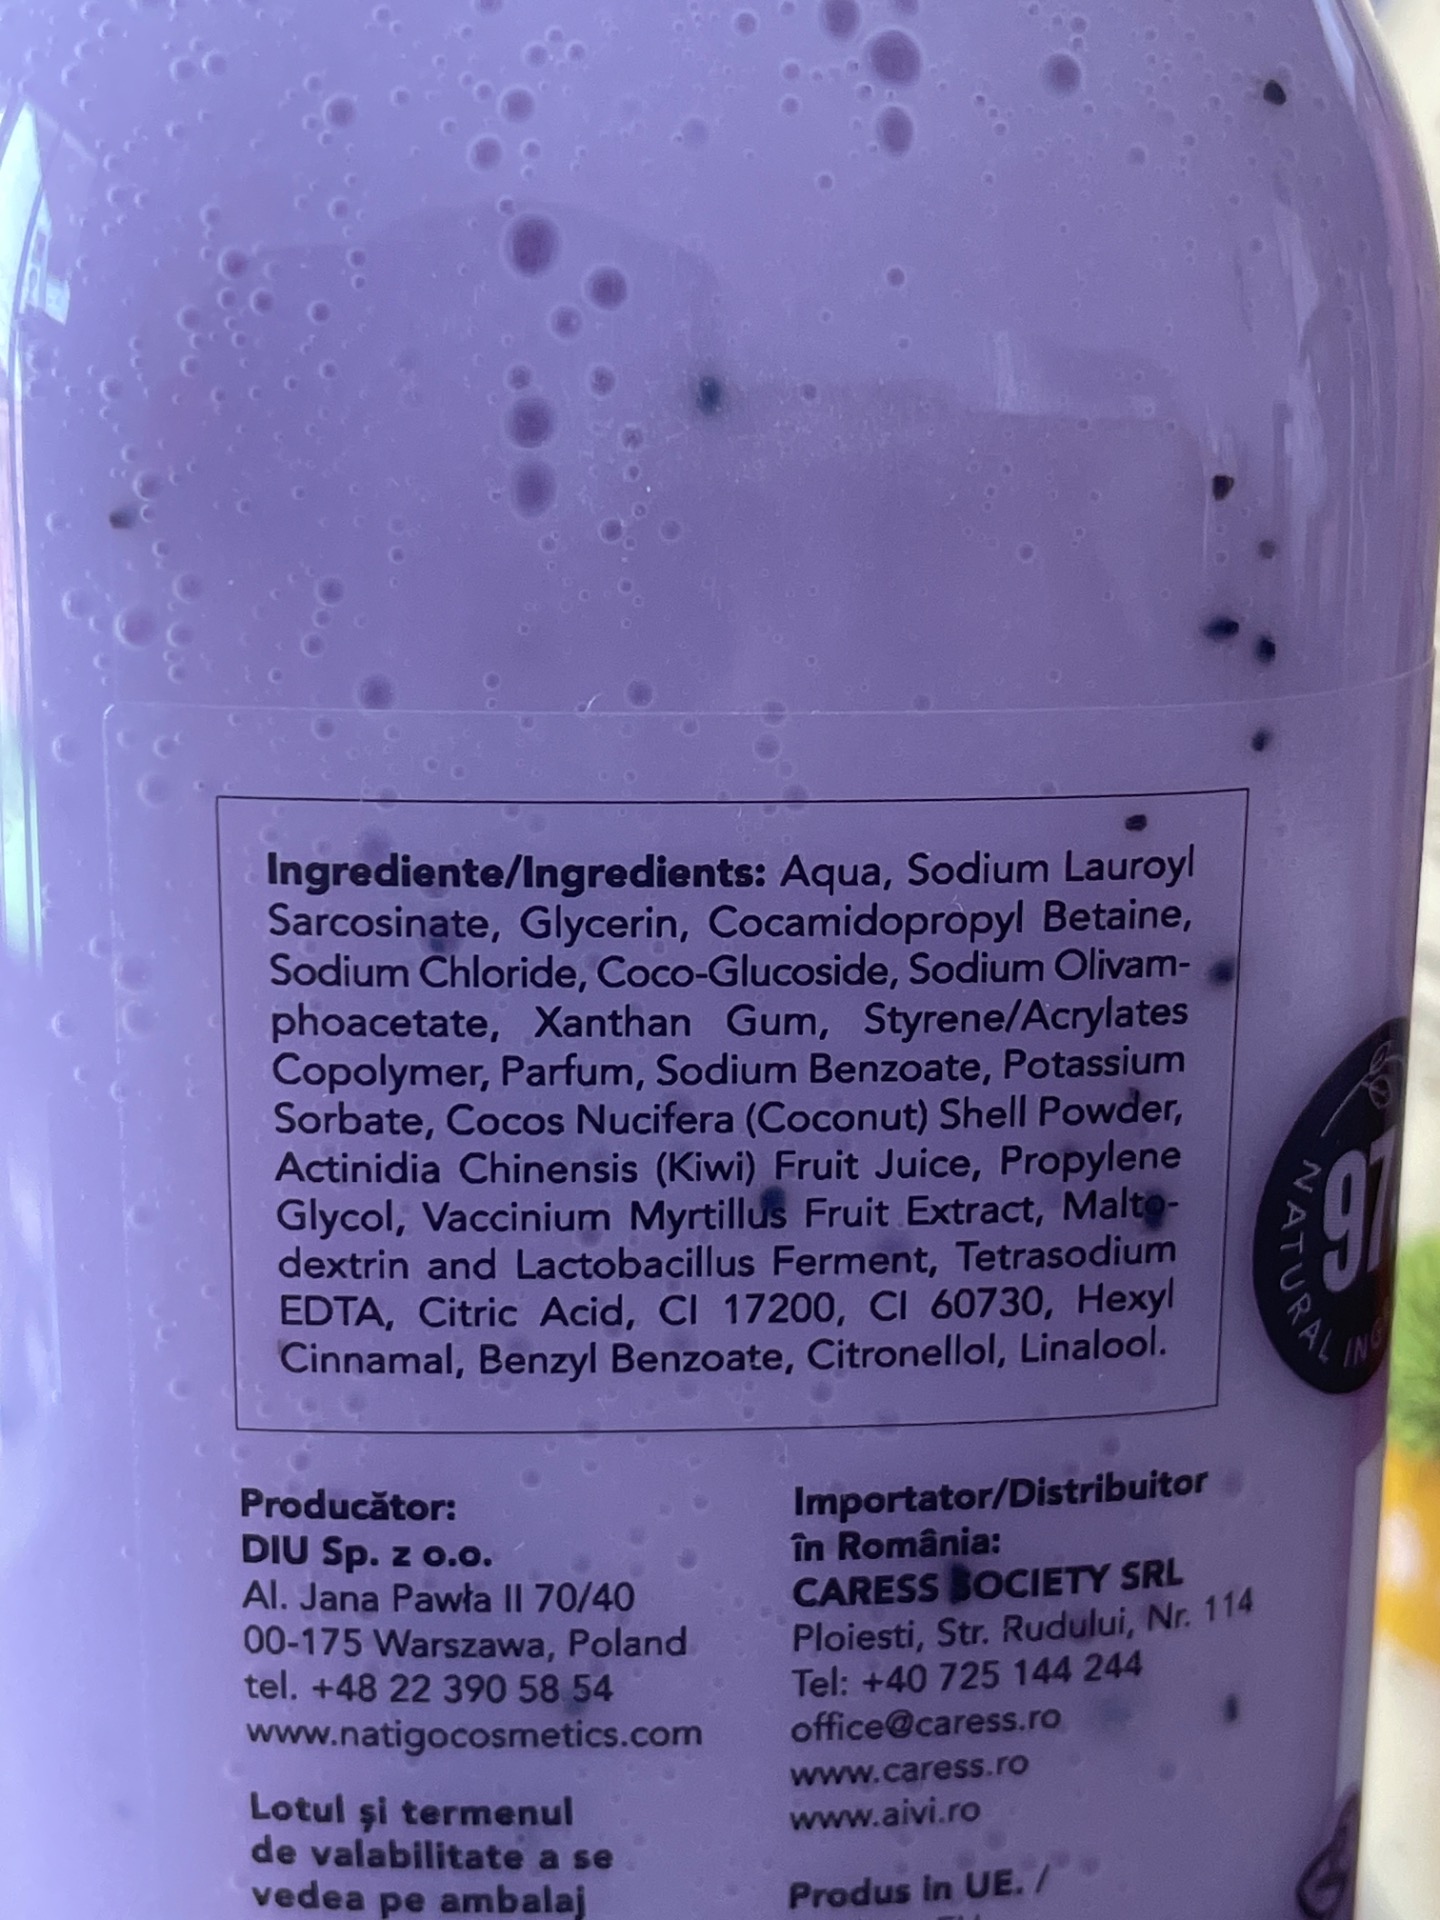 Ingrediente/Ingredients: Aqua, Sodium Lauroyl
Sarcosinate, Glycerin, Cocamidopropyl Betaine,
Sodium Chloride, Coco-Glucoside, Sodium Olivam-
phoacetate, Xanthan Gum, Styrene/Acrylates
Copolymer, Parfum, Sodium Benzoate, Potassium
Sorbate, Cocos Nucifera (Coconut) Shell Powder,
Actinidia Chinensis (Kiwi) Fruit Juice, Propylene
Glycol, Vaccinium Myrtillus Fruit Extract, Malto-
dextrin and Lactobacillus Ferment, Tetrasodium
EDTA, Citric Acid, CI 17200, CI 60730, Hexyl
Cinnamal, Benzyl Benzoate, Citronellol, Linalool.
97
NATURAL
Producător:
DIU Sp. z o.o.
Al. Jana Pawła II 70/40
00-175 Warszawa, Poland
tel. +48 22 390 58 54
www.natigocosmetics.com
Lotul și termenul
de valabilitate a se
vedea pe ambalaj
Importator/Distribuitor
în România:
CARESS SOCIETY SRL
Ploiesti, Str. Rudului, Nr. 114
Tel: +40 725 144 244
office@caress.ro
www.caress.ro
www.aivi.ro
Produs in UE. /